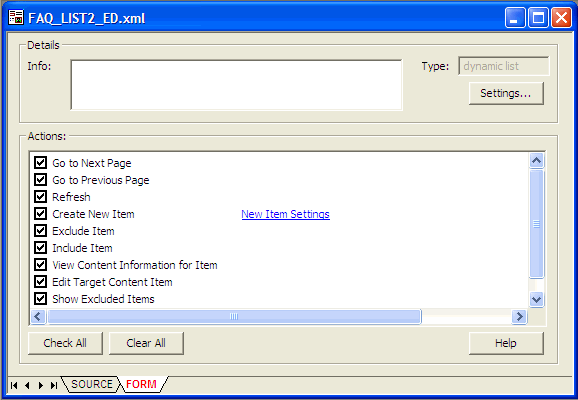 FAQ_LIST2_ED.xml
Details
Info:
Type: dynamic list
Settings...
Actions:
Go to Next Page
Go to Previous Page
Refresh
Create New Item New Item Settings
Exclude Item
Include Item
View Content Information for Item
Edit Target Content Item
Show Excluded Items
Check All Clear All Help
SOURCE FORM